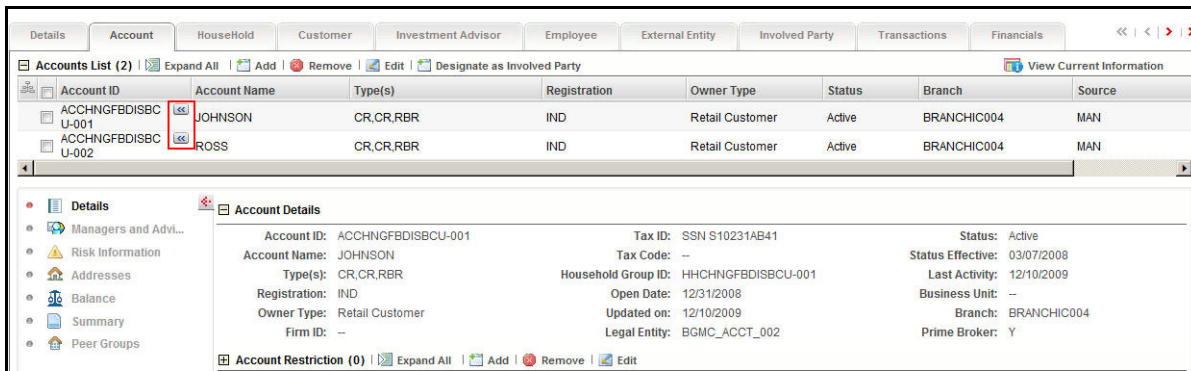 Details Account HouseHold Customer Investment Advisor Employee External Entity Involved Party Transactions Financials
Accounts List (2) | Expand All | Add | Remove | Edit | Designate as Involved Party View Current Information
Account ID Account Name Type(s) Registration Owner Type Status Branch Source
ACCHNGFBDISBC
U-001 JOHNSON CR,CR,RBR IND Retail Customer Active BRANCHIC004 MAN
ACCHNGFBDISBC
U-002 ROSS CR,CR,RBR IND Retail Customer Active BRANCHIC004 MAN
Details
Managers and Advi...
Risk Information
Addresses
Balance
Summary
Peer Groups
Account Details
Account ID: ACCHNGFBDISBCU-001 Tax ID: SSN S10231AB41 Status: Active
Account Name: JOHNSON Tax Code: -- Status Effective: 03/07/2008
Type(s): CR,CR,RBR Household Group ID: HHCHNGFBDISBCU-001 Last Activity: 12/10/2009
Registration: IND Open Date: 12/31/2008 Business Unit: --
Owner Type: Retail Customer Updated on: 12/10/2009 Branch: BRANCHIC004
Firm ID: -- Legal Entity: BGMC_ACCT_002 Prime Broker: Y
Account Restriction (0) | Expand All | Add | Remove | Edit